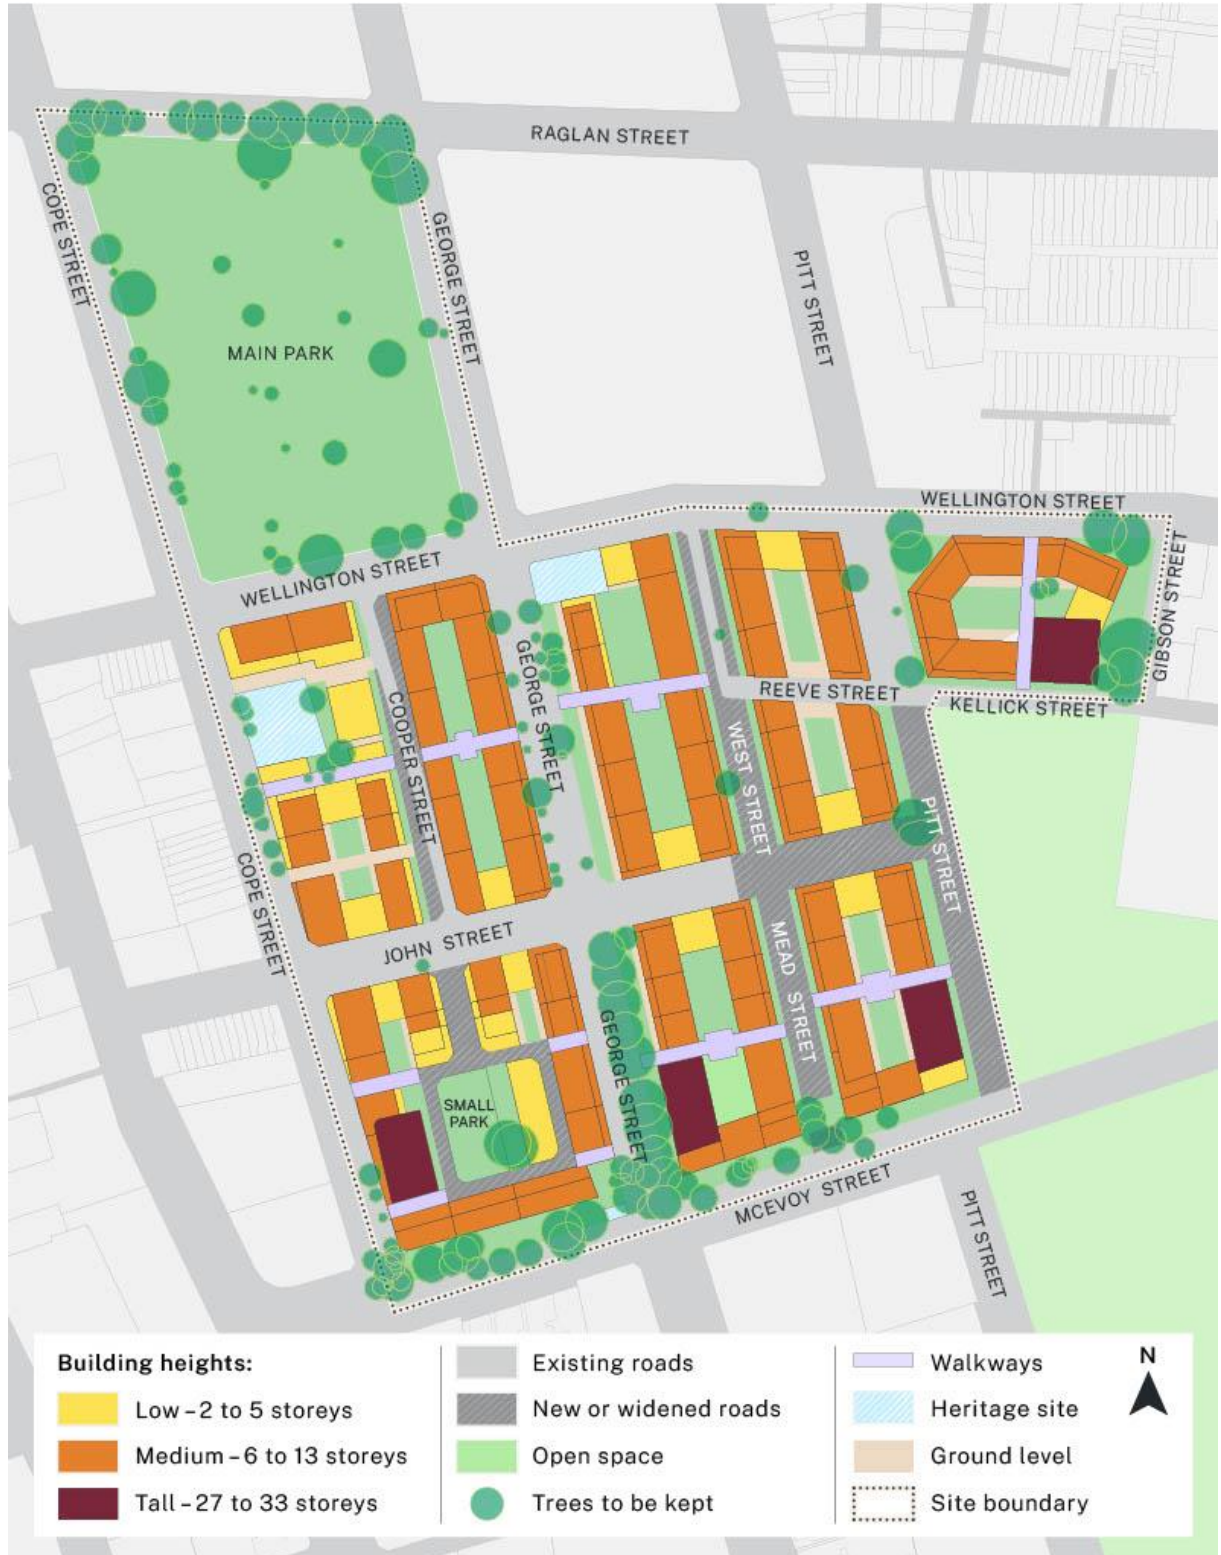 RAGLAN STREET
COPE STREET
GEORGE STREET
PITT STREET
MAIN PARK
WELLINGTON STREET
WELLINGTON STREET
GIBSON STREET
GEORGE STREET
COOPER STREET
REEVE STREET
KELLICK STREET
WEST STREET
PITT STREET
COPE STREET
JOHN STREET
MEAD STREET
GEORGE STREET
SMALL
PARK
MCEVOY STREET
PITT STREET
Building heights:
Low – 2 to 5 storeys
Medium – 6 to 13 storeys
Tall – 27 to 33 storeys
Existing roads
New or widened roads
Open space
Trees to be kept
Walkways
Heritage site
Ground level
Site boundary
N